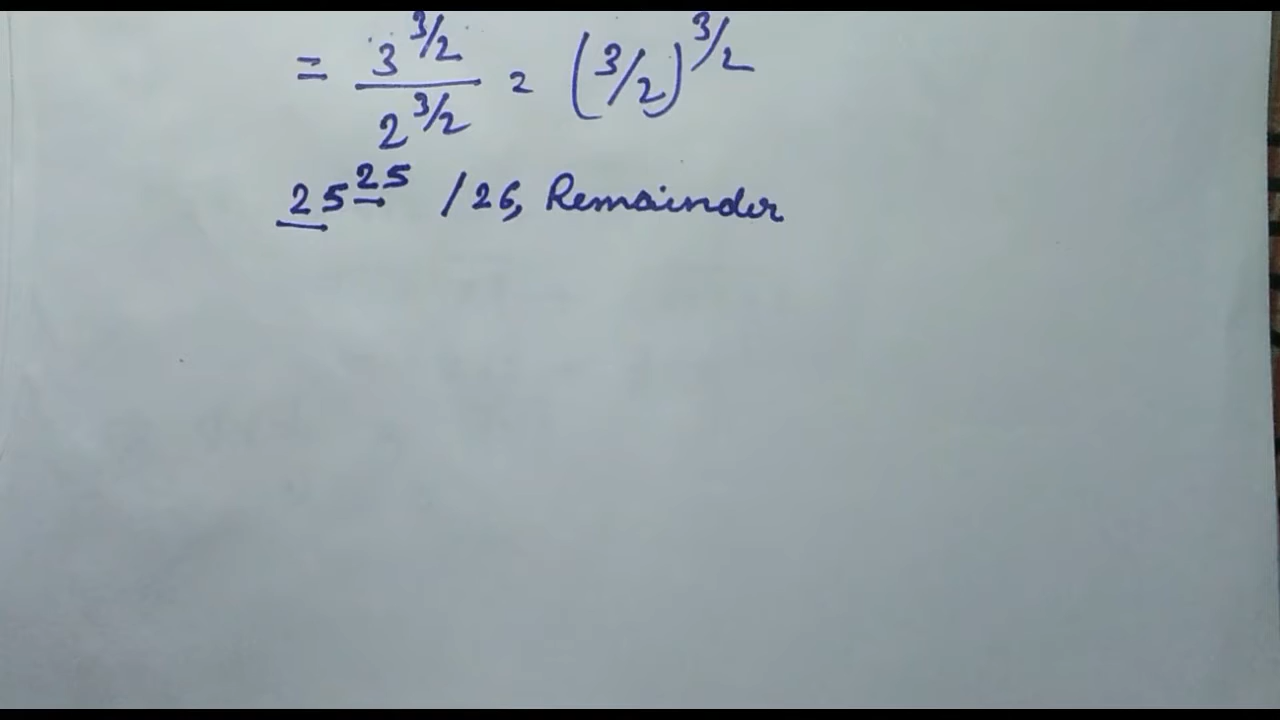 = 3^{3/2} / 2^{3/2} = (3/2)^{3/2}
25^{25} /26, Remainder